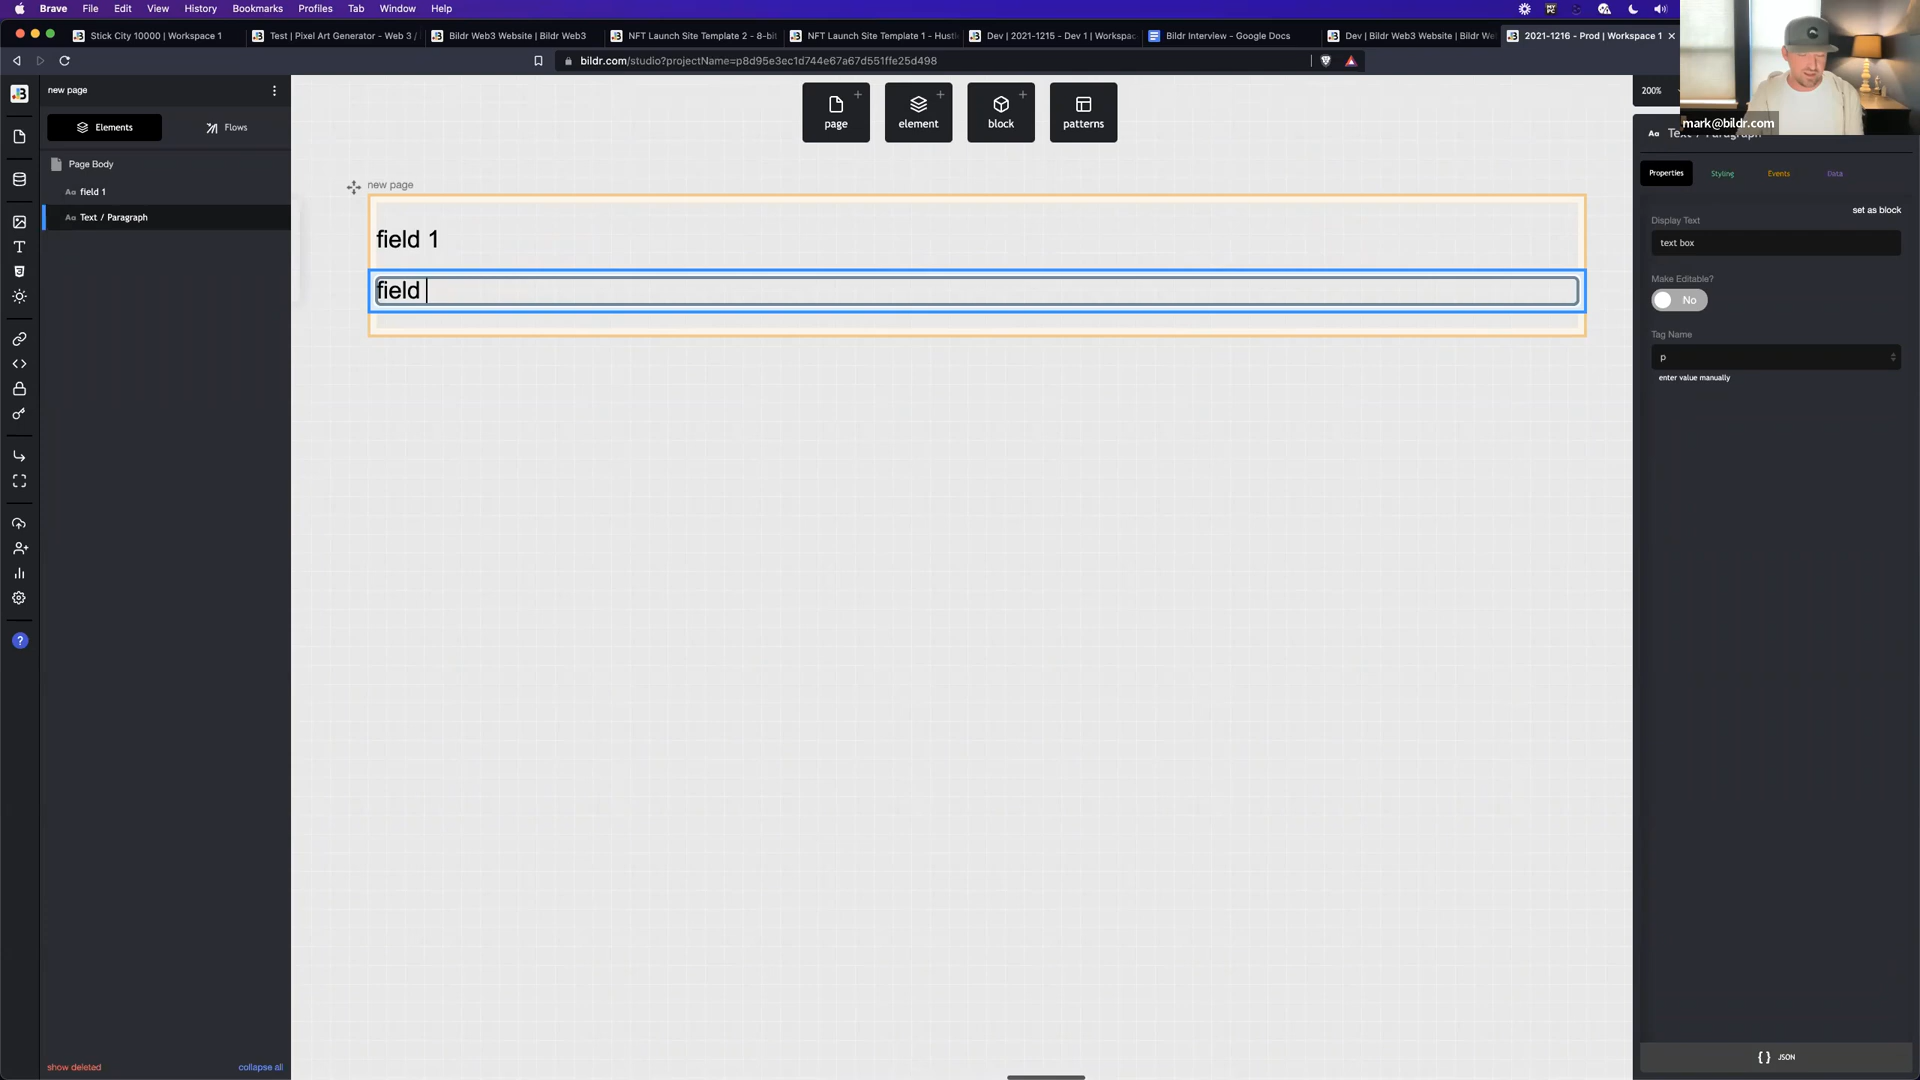 Brave File Edit View History Bookmarks Profiles Tab Window Help
Stick City 10000 | Workspace 1
Test | Pixel Art Generator - Web 3 /
Bildr Web3 Website | Bildr Web3
NFT Launch Site Template 2 - 8-bit
NFT Launch Site Template 1 - Hustl
Dev | 2021-1215 - Dev 1 | Workspac
Bildr Interview - Google Docs
Dev | Bildr Web3 Website | Bildr We
2021-1216 - Prod | Workspace 1
bildr.com/studio?projectName=p8d95e3ec1d744e67a67d551ffe25d498
new page
Elements
Flows
Page Body
Aa field 1
Aa Text / Paragraph
show deleted
collapse all
page
element
block
patterns
new page
field 1
field
200%
mark@bildr.com
Aa Text / Paragraph
Properties
Styling
Events
Data
set as block
Display Text
text box
Make Editable?
No
Tag Name
p
enter value manually
{ } JSON